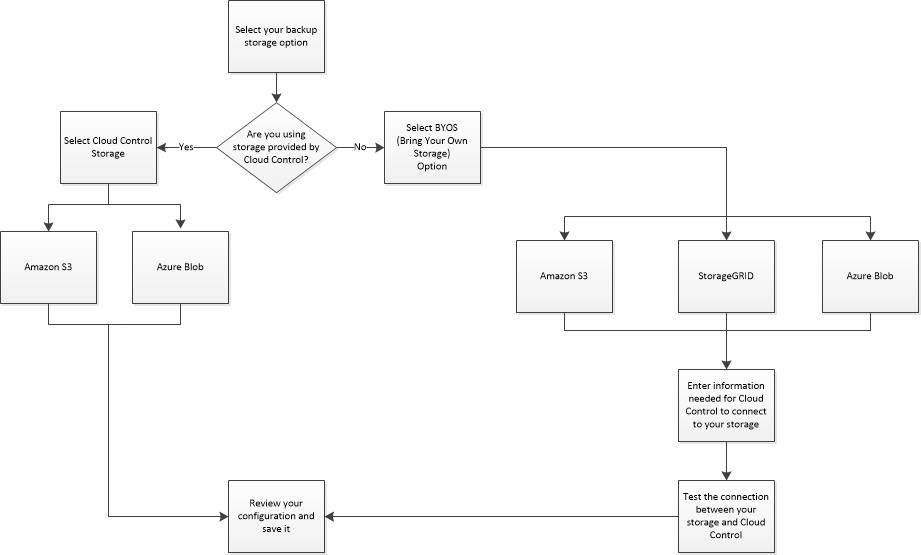 Select your backup
storage option
Are you using
storage provided by
Cloud Control?
Yes
No
Select Cloud Control
Storage
Select BYOS
(Bring Your Own
Storage)
Option
Amazon S3
Azure Blob
Amazon S3
StorageGRID
Azure Blob
Enter information
needed for Cloud
Control to connect
to your storage
Test the connection
between your
storage and Cloud
Control
Review your
configuration and
save it